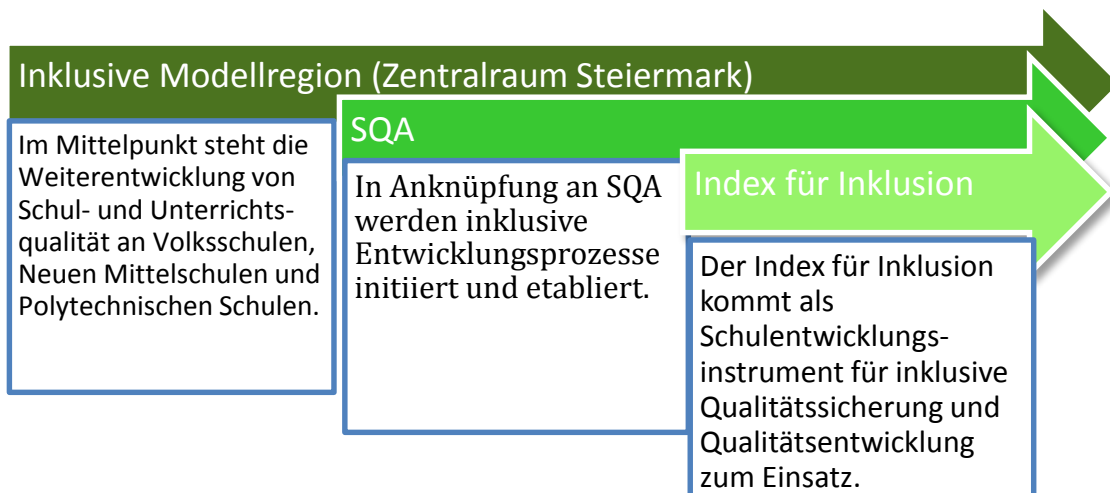 Inklusive Modellregion (Zentralraum Steiermark)
Im Mittelpunkt steht die
Weiterentwicklung von
Schul- und Unterrichts-
qualität an Volksschulen,
Neuen Mittelschulen und
Polytechnischen Schulen.
SQA
In Anknüpfung an SQA
werden inklusive
Entwicklungsprozesse
initiiert und etabliert.
Index für Inklusion
Der Index für Inklusion
kommt als
Schulentwicklungs-
instrument für inklusive
Qualitätssicherung und
Qualitätsentwicklung
zum Einsatz.